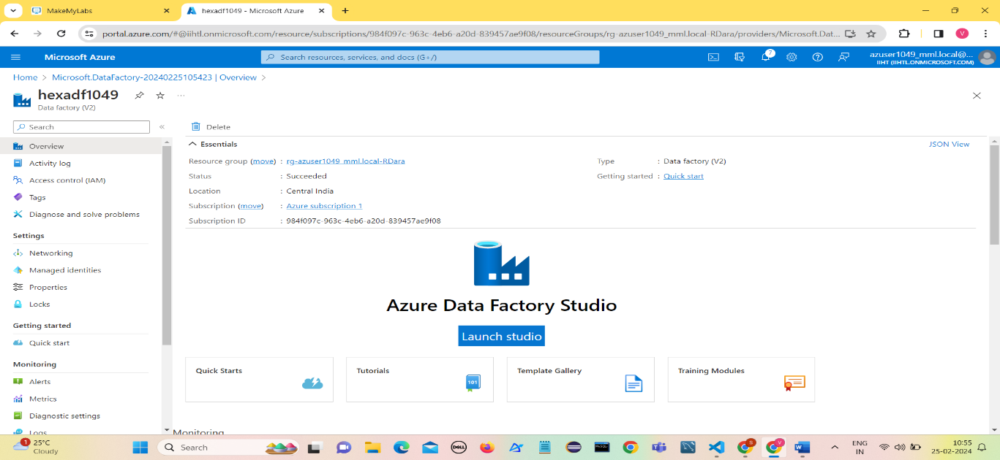 MakeMyLabs
hexadf1049 - Microsoft Azure
portal.azure.com/#@iihtl.onmicrosoft.com/resource/subscriptions/984f097c-963c-4eb6-a20d-839457ae9f08/resourceGroups/rg-azuser1049_mml.local-RDara/providers/Microsoft.Dat...
V
Microsoft Azure
Search resources, services, and docs (G+/)
7
azuser1049_mml.local@...
IIHT (IIHTL.ONMICROSOFT.COM)
Home > Microsoft.DataFactory-20240225105423 | Overview >
hexadf1049
Data factory (V2)
Search
Delete
Overview
Activity log
Access control (IAM)
Tags
Diagnose and solve problems
Settings
Networking
Managed identities
Properties
Locks
Getting started
Quick start
Monitoring
Alerts
Metrics
Diagnostic settings
Logs
Essentials
JSON View
Resource group (move) : rg-azuser1049_mml.local-RDara
Status : Succeeded
Location : Central India
Subscription (move) : Azure subscription 1
Subscription ID : 984f097c-963c-4eb6-a20d-839457ae9f08
Type : Data factory (V2)
Getting started : Quick start
Azure Data Factory Studio
Launch studio
Quick Starts
Tutorials
101
Template Gallery
Training Modules
Monitoring
1
25°C
Cloudy
Search
DELL
S
V
ENG
IN
10:55
25-02-2024